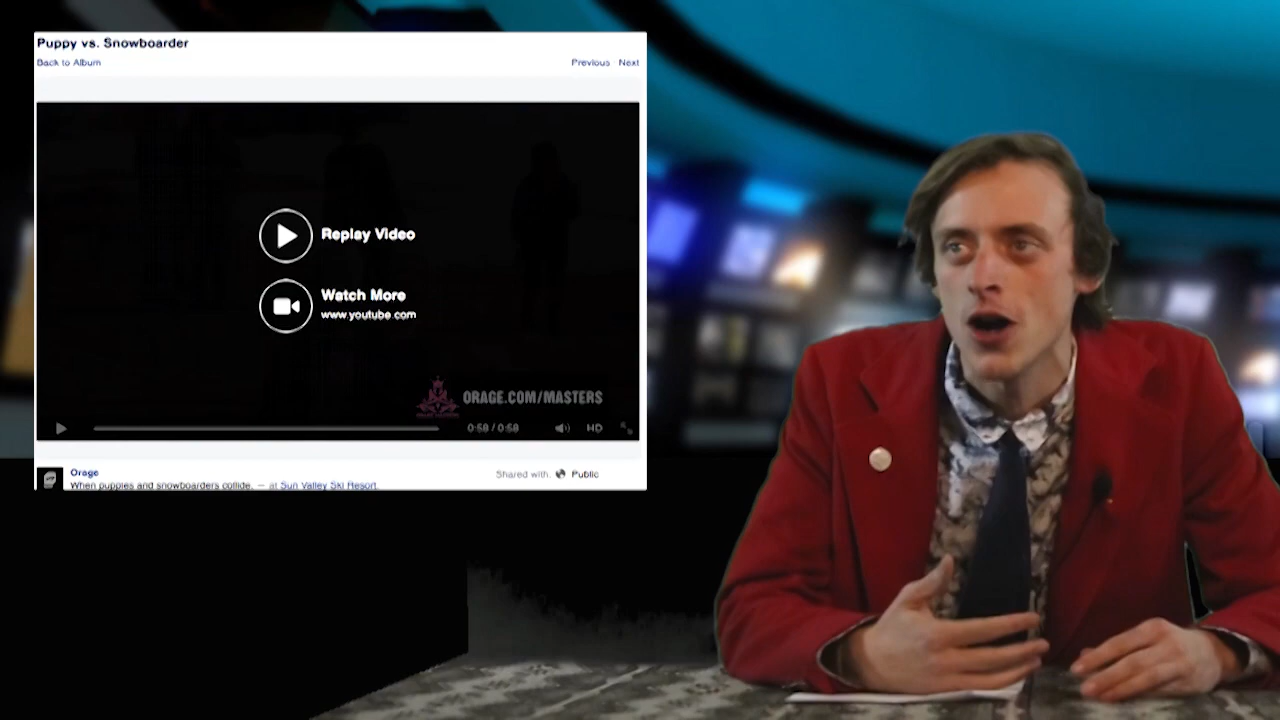 Puppy vs. Snowboarder
Back to Album
Previous Next
Replay Video
Watch More
www.youtube.com
ORAGE.COM/MASTERS
0:58 / 0:58
HD
Orage
Shared with: Public
When puppies and snowboarders collide. — at Sun Valley Ski Resort.